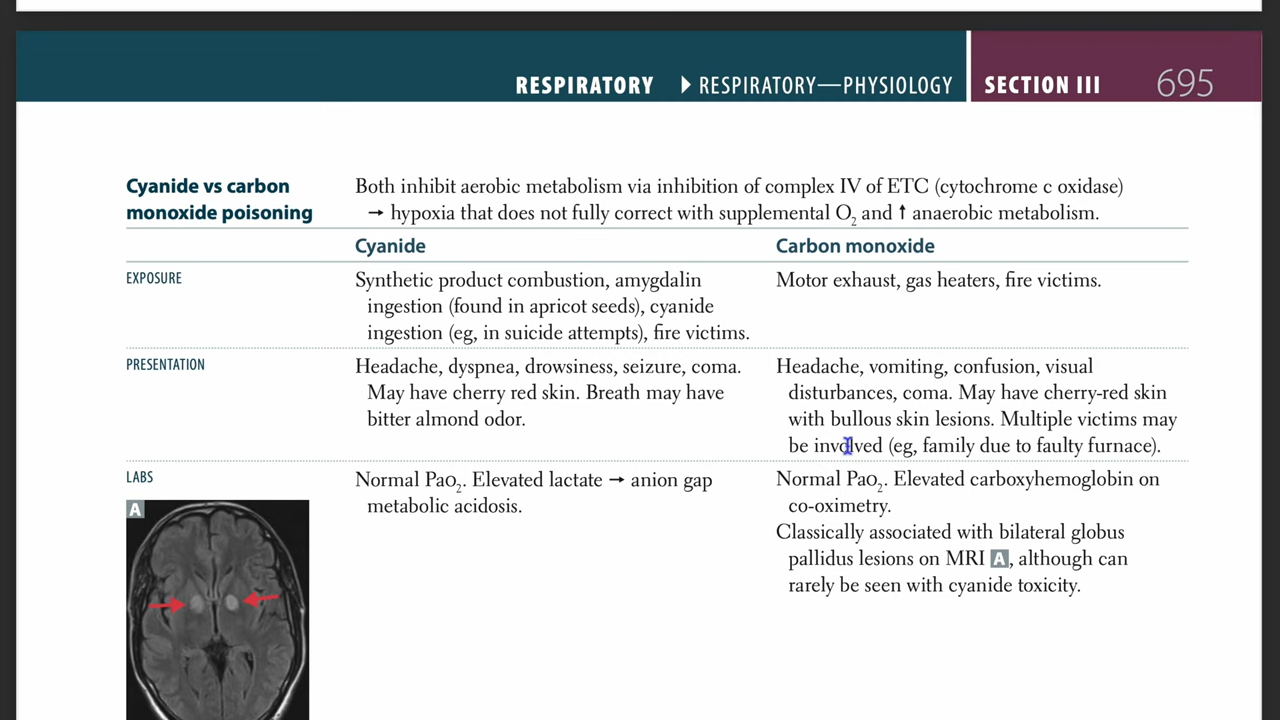 RESPIRATORY ▶ RESPIRATORY—PHYSIOLOGY SECTION III 695
Cyanide vs carbon
monoxide poisoning
Both inhibit aerobic metabolism via inhibition of complex IV of ETC (cytochrome c oxidase)
→ hypoxia that does not fully correct with supplemental O₂ and ↑ anaerobic metabolism.
Cyanide
Carbon monoxide
EXPOSURE
Synthetic product combustion, amygdalin
ingestion (found in apricot seeds), cyanide
ingestion (eg, in suicide attempts), fire victims.
Motor exhaust, gas heaters, fire victims.
PRESENTATION
Headache, dyspnea, drowsiness, seizure, coma.
May have cherry red skin. Breath may have
bitter almond odor.
Headache, vomiting, confusion, visual
disturbances, coma. May have cherry-red skin
with bullous skin lesions. Multiple victims may
be involved (eg, family due to faulty furnace).
LABS
Normal Pao₂. Elevated lactate → anion gap
metabolic acidosis.
Normal Pao₂. Elevated carboxyhemoglobin on
co-oximetry.
Classically associated with bilateral globus
pallidus lesions on MRI A, although can
rarely be seen with cyanide toxicity.
A